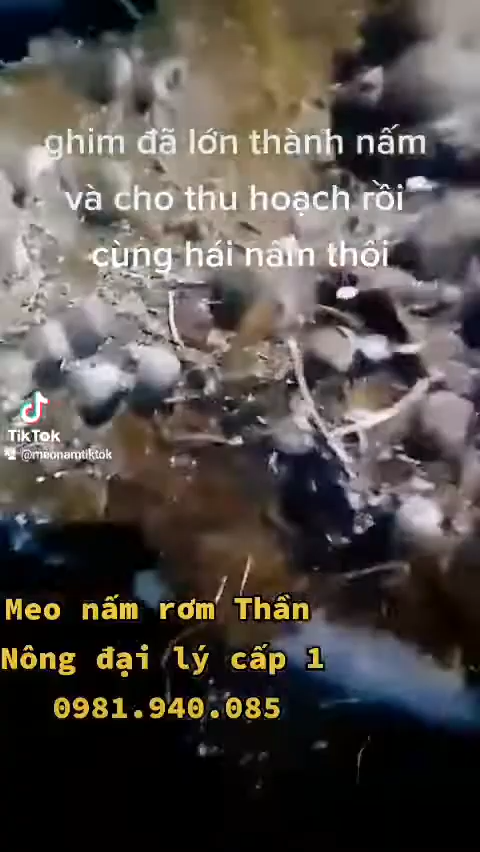 ghim đã lớn thành nấm
và cho thu hoạch rồi
cùng hái nấm thôi
TikTok
@meonamtiktok
Meo nấm rơm Thần
Nông đại lý cấp 1
0981.940.085